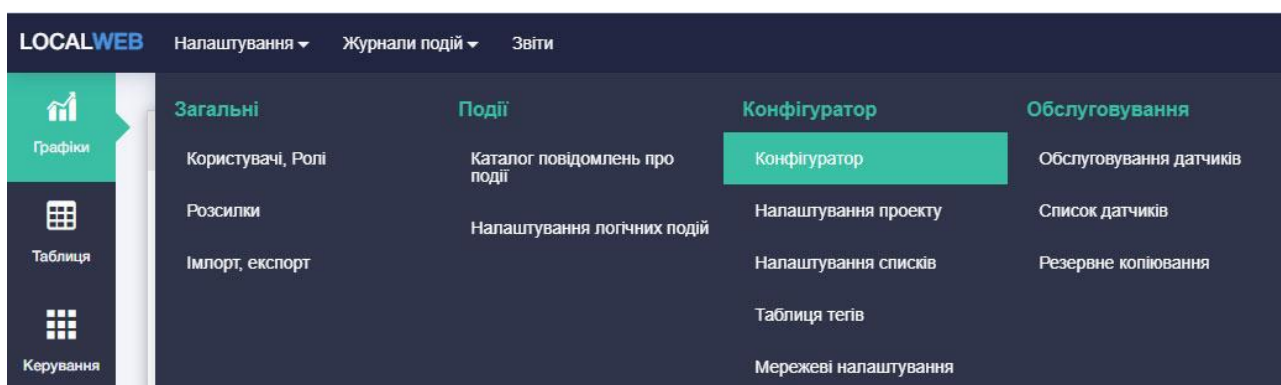 LOCALWEB Налаштування Журнали подій Звіти
Графіки
Таблиця
Керування
Загальні
Користувачі, Ролі
Розсилки
Імпорт, експорт
Події
Каталог повідомлень про
події
Налаштування логічних подій
Конфігуратор
Конфігуратор
Налаштування проекту
Налаштування списків
Таблиця тегів
Мережеві налаштування
Обслуговування
Обслуговування датчиків
Список датчиків
Резервне копіювання